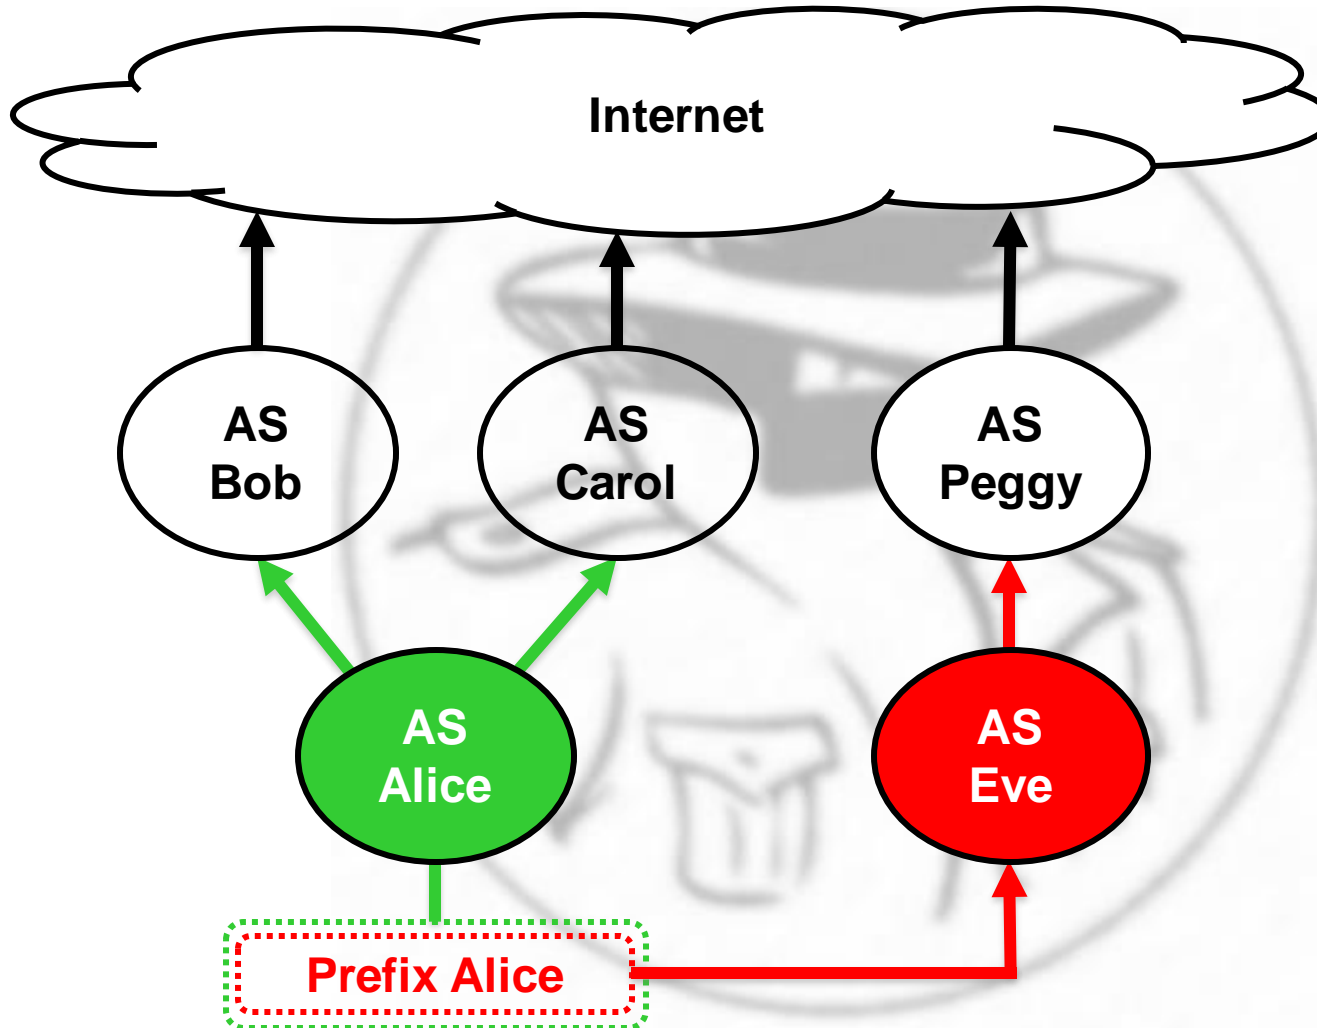 Internet
AS
Bob
AS
Carol
AS
Peggy
AS
Alice
AS
Eve
Prefix Alice